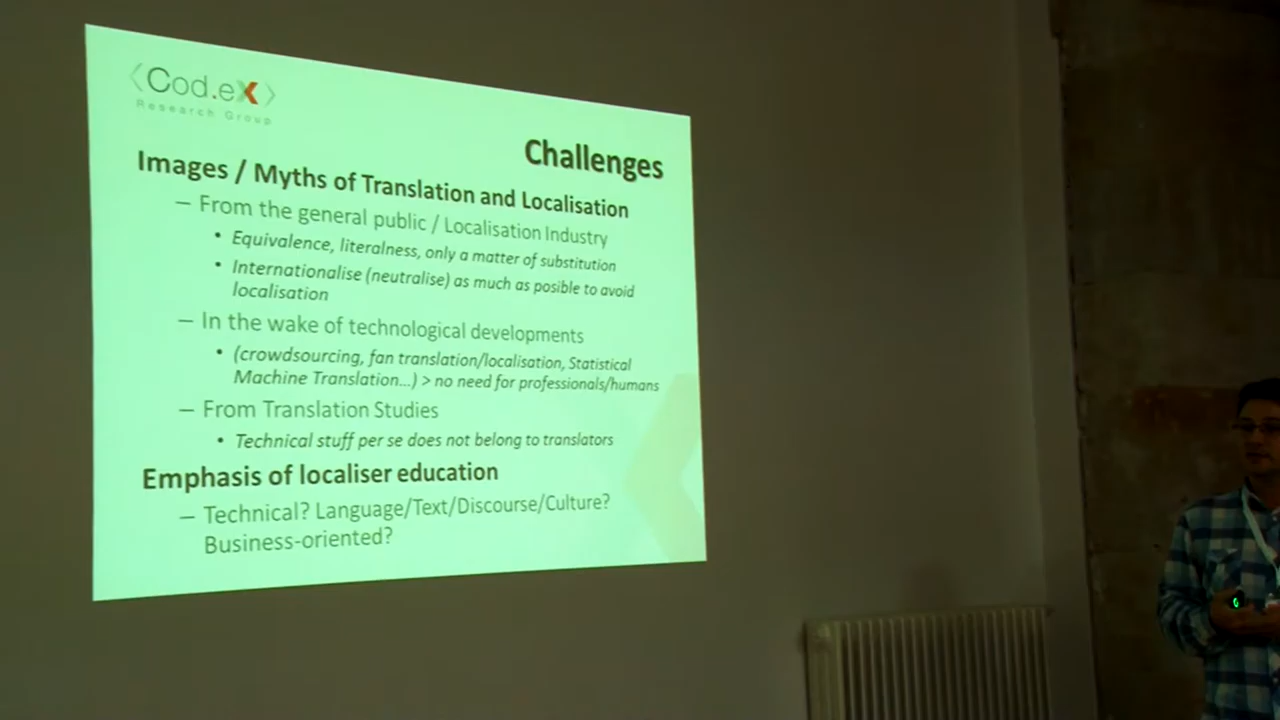 <Cod.eX>
Research Group
Challenges
Images / Myths of Translation and Localisation
– From the general public / Localisation Industry
• Equivalence, literalness, only a matter of substitution
• Internationalise (neutralise) as much as posible to avoid
localisation
– In the wake of technological developments
• (crowdsourcing, fan translation/localisation, Statistical
Machine Translation...) > no need for professionals/humans
– From Translation Studies
• Technical stuff per se does not belong to translators
Emphasis of localiser education
– Technical? Language/Text/Discourse/Culture?
Business-oriented?